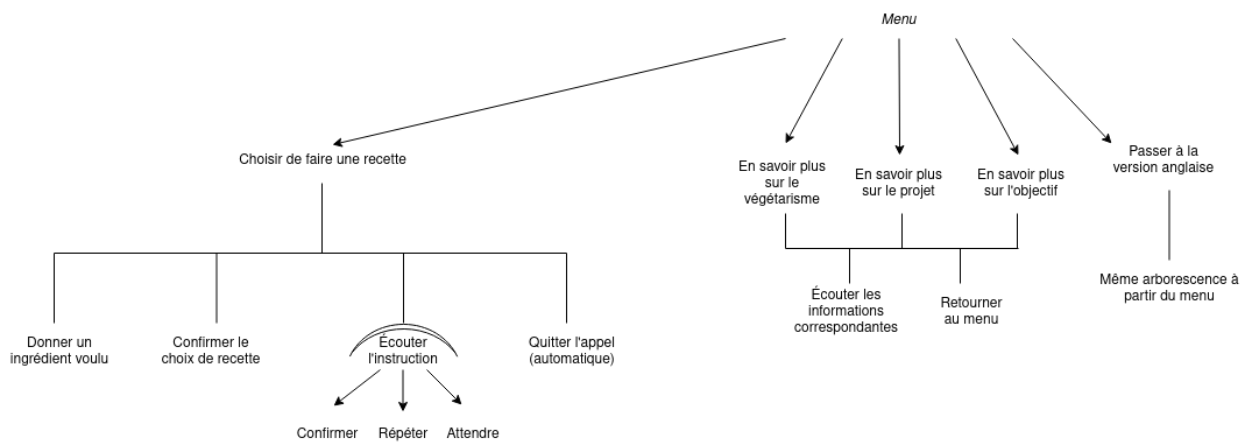 Menu
Choisir de faire une recette
En savoir plus
sur le
végétarisme
En savoir plus
sur le projet
En savoir plus
sur l'objectif
Passer à la
version anglaise
Donner un
ingrédient voulu
Confirmer le
choix de recette
Écouter
l'instruction
Quitter l'appel
(automatique)
Écouter les
informations
correspondantes
Retourner
au menu
Même arborescence à
partir du menu
Confirmer
Répéter
Attendre